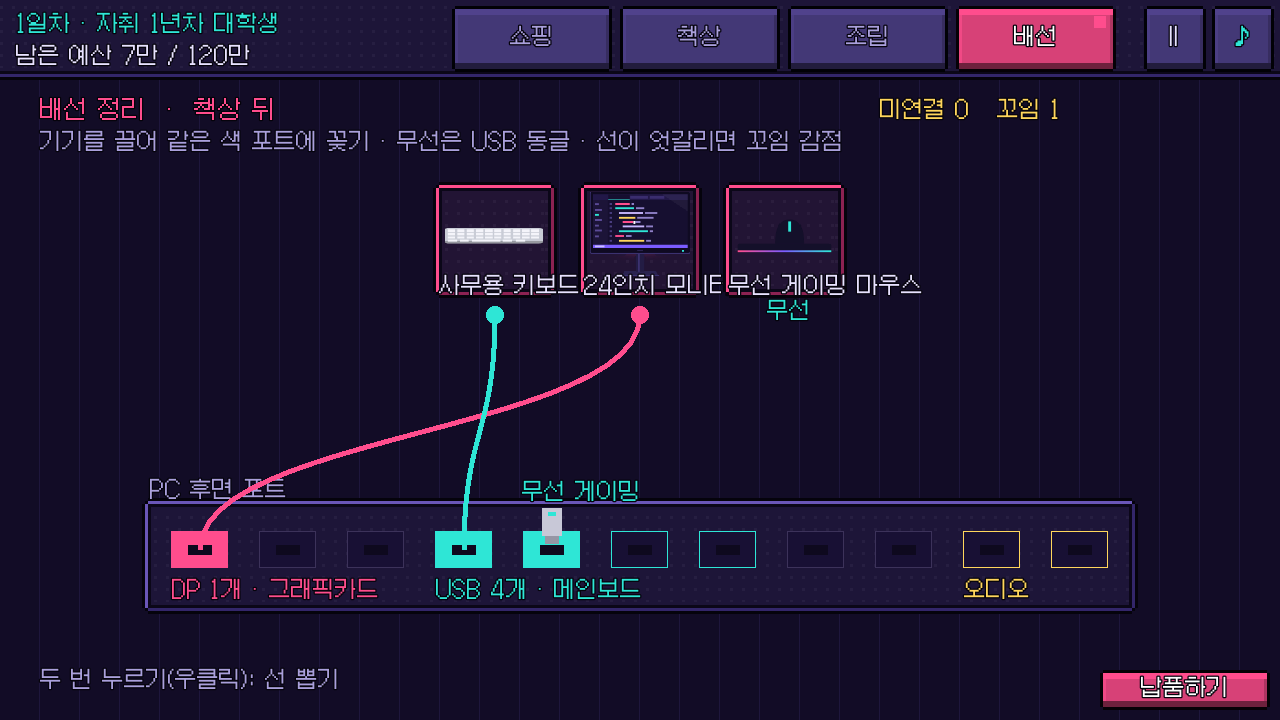 1일차 · 자취 1년차 대학생
남은 예산 7만 / 120만
쇼핑
책상
조립
배선
배선 정리 · 책상 뒤
미연결 0 꼬임 1
기기를 끌어 같은 색 포트에 꽂기 · 무선은 USB 동글 · 선이 엇갈리면 꼬임 감점
사무용 키보드
24인치 모니터
무선 게이밍 마우스
무선
PC 후면 포트
무선 게이밍
DP 1개 · 그래픽카드
USB 4개 · 메인보드
오디오
두 번 누르기(우클릭): 선 뽑기
납품하기